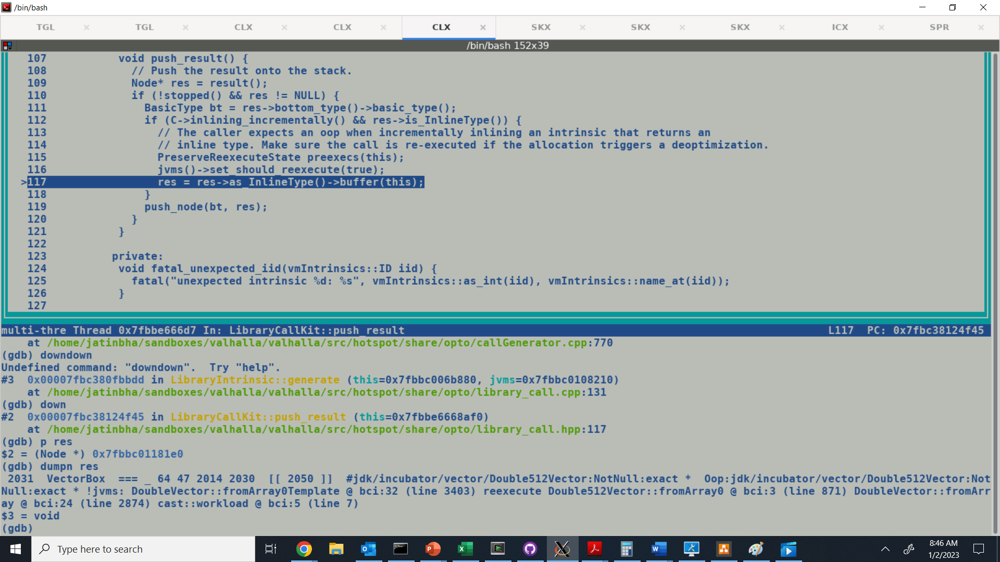 /bin/bash
TGL × TGL × CLX × CLX × CLX × SKX × SKX × SKX × ICX × SPR ×
/bin/bash 152x39
107 void push_result() {
108 // Push the result onto the stack.
109 Node* res = result();
110 if (!stopped() && res != NULL) {
111 BasicType bt = res->bottom_type()->basic_type();
112 if (C->inlining_incrementally() && res->is_InlineType()) {
113 // The caller expects an oop when incrementally inlining an intrinsic that returns an
114 // inline type. Make sure the call is re-executed if the allocation triggers a deoptimization.
115 PreserveReexecuteState preexecs(this);
116 jvms()->set_should_reexecute(true);
>117 res = res->as_InlineType()->buffer(this);
118 }
119 push_node(bt, res);
120 }
121 }
122
123 private:
124 void fatal_unexpected_iid(vmIntrinsics::ID iid) {
125 fatal("unexpected intrinsic %d: %s", vmIntrinsics::as_int(iid), vmIntrinsics::name_at(iid));
126 }
127
multi-thre Thread 0x7fbbe666d7 In: LibraryCallKit::push_result L117 PC: 0x7fbc38124f45
at /home/jatinbha/sandboxes/valhalla/valhalla/src/hotspot/share/opto/callGenerator.cpp:770
(gdb) downdown
Undefined command: "downdown". Try "help".
#3 0x00007fbc380fbbdd in LibraryIntrinsic::generate (this=0x7fbbc006b880, jvms=0x7fbbc0108210)
at /home/jatinbha/sandboxes/valhalla/valhalla/src/hotspot/share/opto/library_call.cpp:131
(gdb) down
#2 0x00007fbc38124f45 in LibraryCallKit::push_result (this=0x7fbbe6668af0)
at /home/jatinbha/sandboxes/valhalla/valhalla/src/hotspot/share/opto/library_call.hpp:117
(gdb) p res
$2 = (Node *) 0x7fbbc01181e0
(gdb) dumpn res
2031 VectorBox === _ 64 47 2014 2030 [[ 2050 ]] #jdk/incubator/vector/Double512Vector:NotNull:exact * Oop:jdk/incubator/vector/Double512Vector:Not
Null:exact * !jvms: DoubleVector::fromArray0Template @ bci:32 (line 3403) reexecute Double512Vector::fromArray0 @ bci:3 (line 871) DoubleVector::fromArr
ay @ bci:24 (line 2874) cast::workload @ bci:5 (line 7)
$3 = void
(gdb)
Type here to search
8:46 AM
1/2/2023